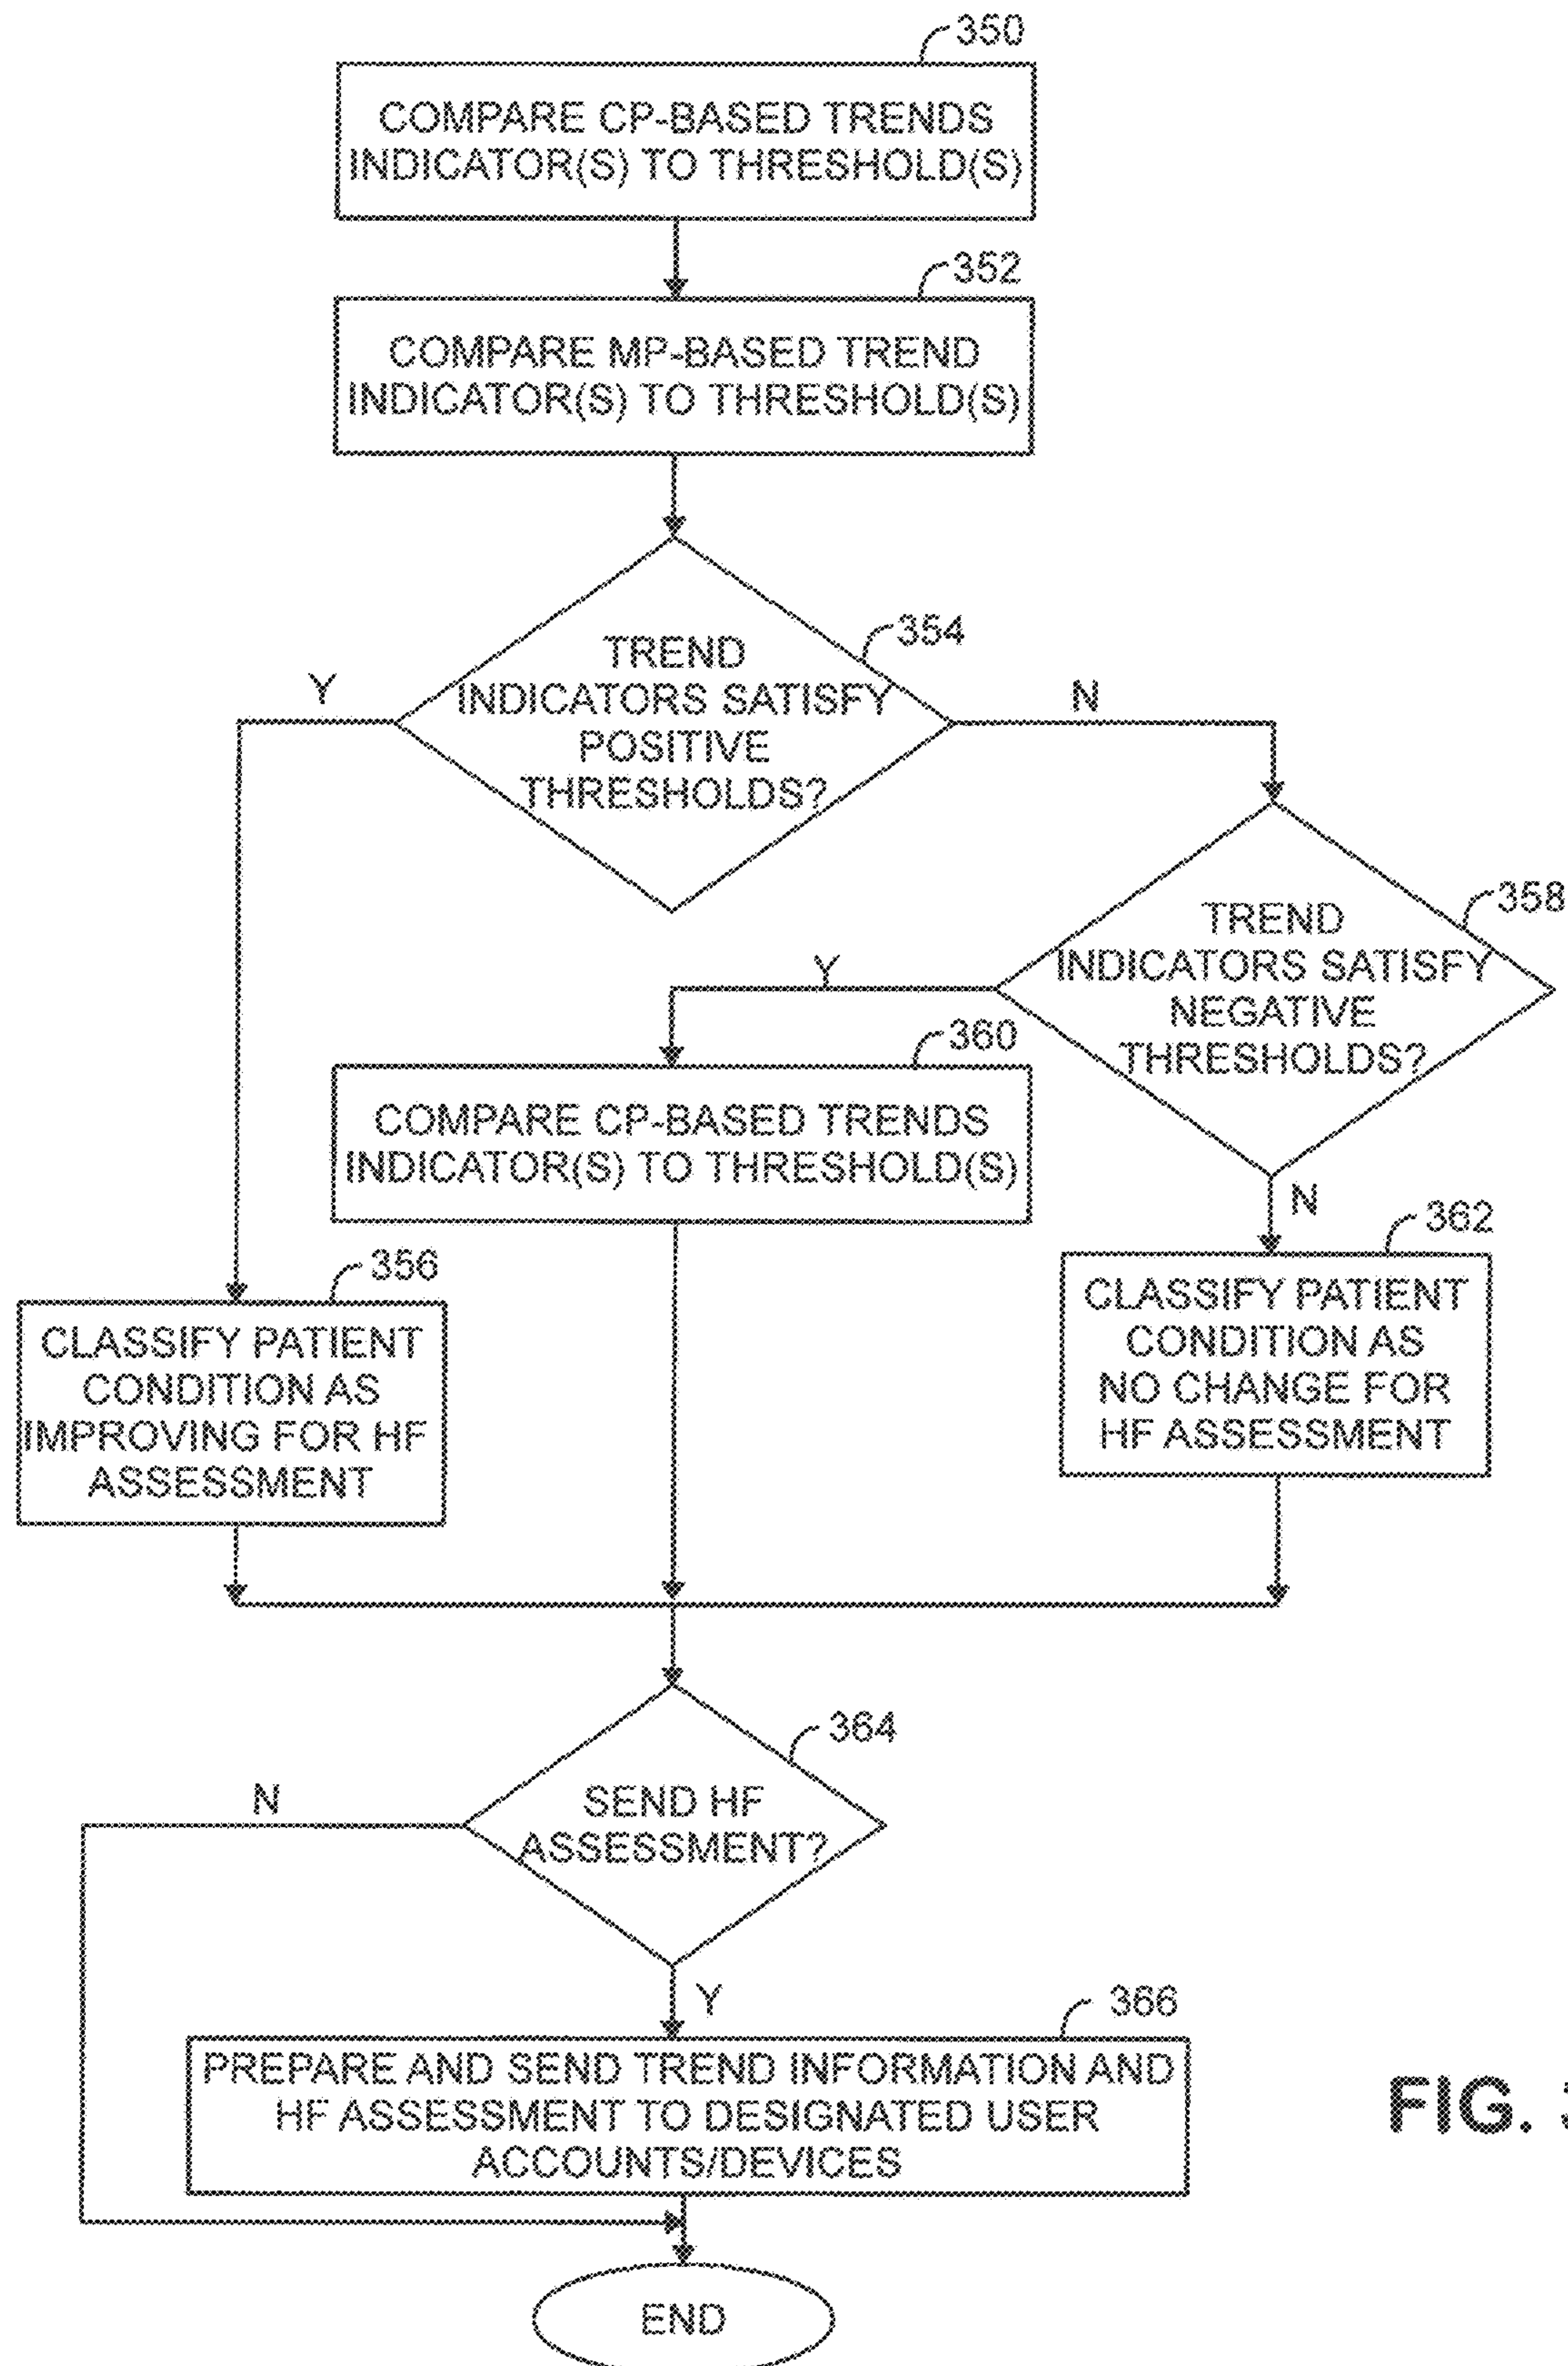 350
COMPARE CP-BASED TRENDS
INDICATOR(S) TO THRESHOLD(S)
352
COMPARE MP-BASED TREND
INDICATOR(S) TO THRESHOLD(S)
354
TREND
INDICATORS SATISFY
POSITIVE
THRESHOLDS?
Y
N
358
TREND
INDICATORS SATISFY
NEGATIVE
THRESHOLDS?
Y
N
360
COMPARE CP-BASED TRENDS
INDICATOR(S) TO THRESHOLD(S)
356
CLASSIFY PATIENT
CONDITION AS
IMPROVING FOR HF
ASSESSMENT
362
CLASSIFY PATIENT
CONDITION AS
NO CHANGE FOR
HF ASSESSMENT
364
SEND HF
ASSESSMENT?
N
Y
366
PREPARE AND SEND TREND INFORMATION AND
HF ASSESSMENT TO DESIGNATED USER
ACCOUNTS/DEVICES
END
FIG.